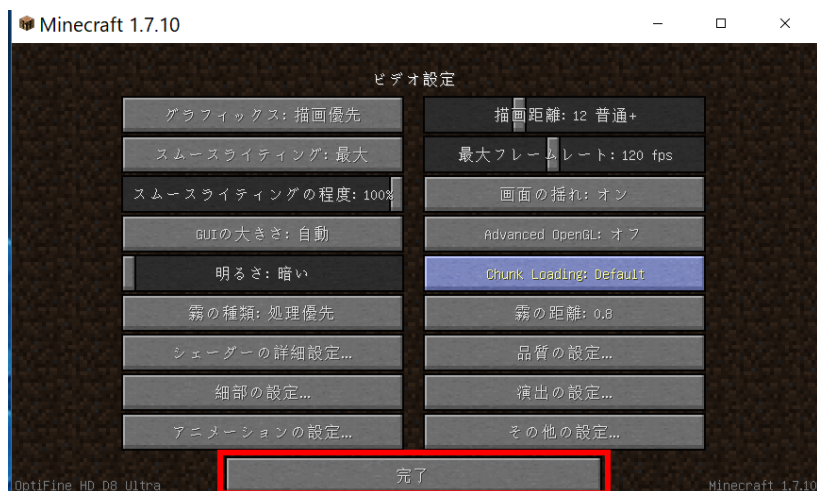 Minecraft 1.7.10
ビデオ設定
グラフィックス: 描画優先
描画距離: 12 普通+
スムースライティング: 最大
最大フレームレート: 120 fps
スムースライティングの程度: 100%
画面の揺れ: オン
GUIの大きさ: 自動
Advanced OpenGL: オフ
明るさ: 暗い
Chunk Loading: Default
霧の種類: 処理優先
霧の距離: 0.8
シェーダーの詳細設定...
品質の設定...
細部の設定...
演出の設定...
アニメーションの設定...
その他の設定...
完了
OptiFine HD D8 Ultra
Minecraft 1.7.10